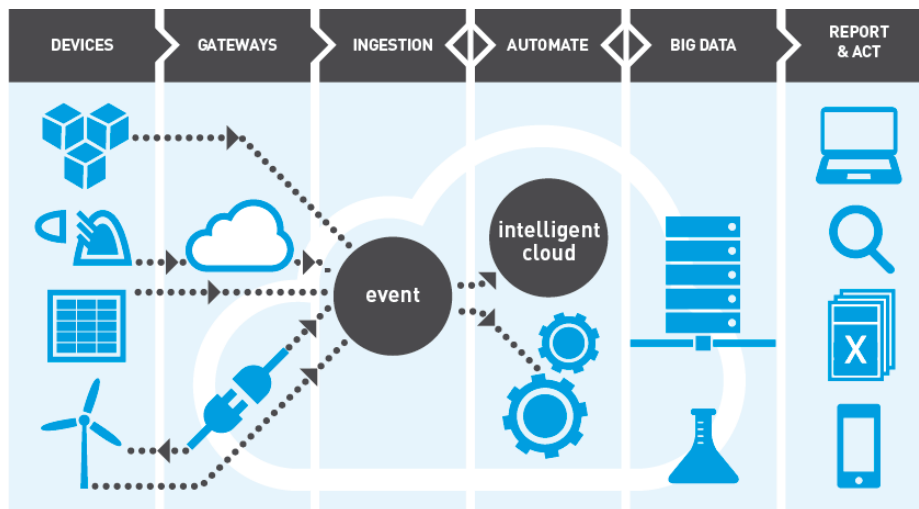 DEVICES
GATEWAYS
INGESTION
AUTOMATE
BIG DATA
REPORT
& ACT
intelligent
cloud
event
X